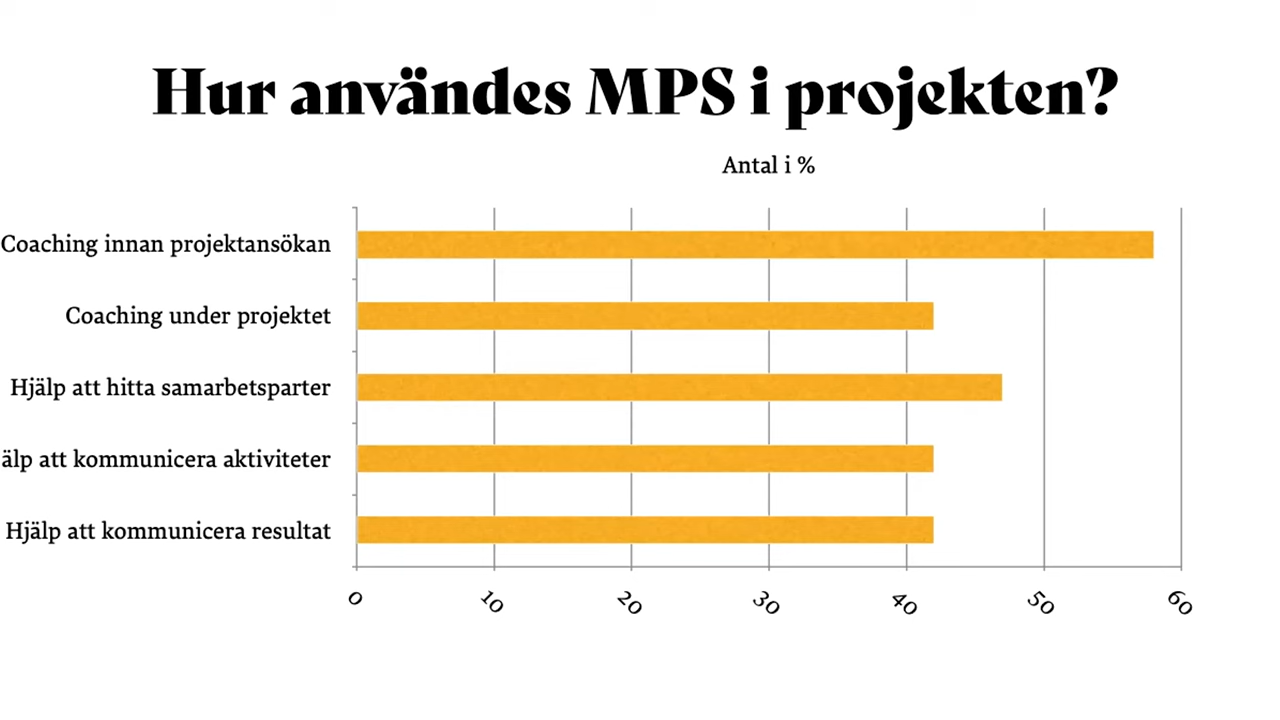 Hur användes MPS i projekten?
Antal i %
Coaching innan projektansökan
Coaching under projektet
Hjälp att hitta samarbetsparter
älp att kommunicera aktiviteter
Hjälp att kommunicera resultat
0 10 20 30 40 50 60